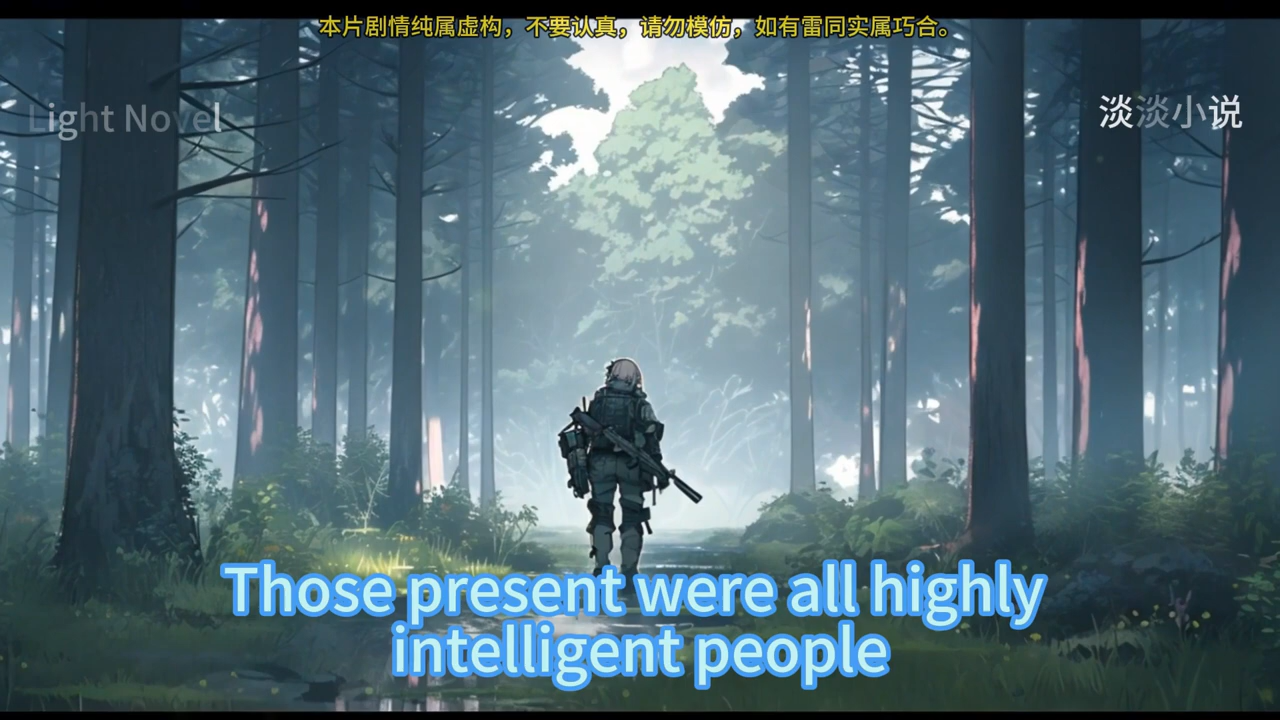 本片剧情纯属虚构，不要认真，请勿模仿，如有雷同实属巧合。
Light Novel
淡淡小说
Those present were all highly
intelligent people